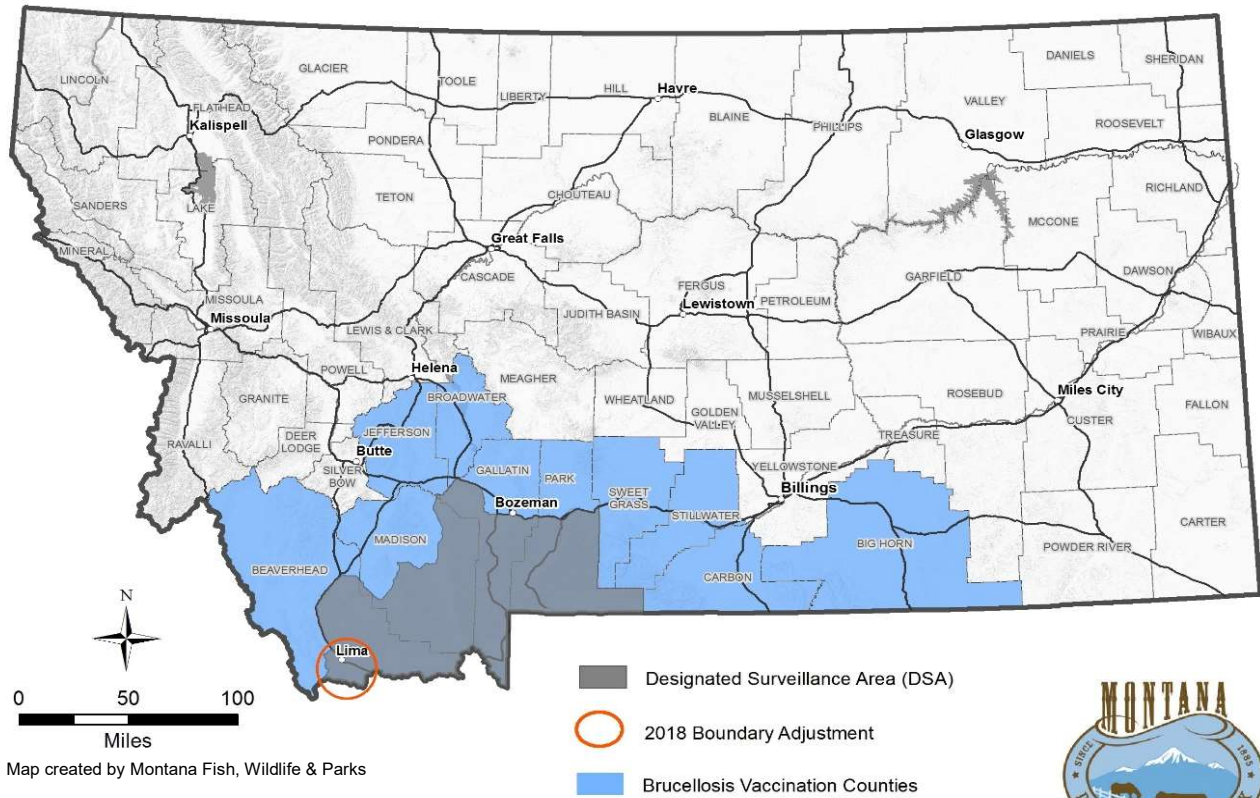 DANIELS
SHERIDAN
LINCOLN
GLACIER
TOOLE
LIBERTY
HILL
Havre
BLAINE
PHILLIPS
VALLEY
Glasgow
ROOSEVELT
FLATHEAD
Kalispell
PONDERA
RICHLAND
TETON
CHOUTEAU
SANDERS
LAKE
MCCONE
MINERAL
Great Falls
CASCADE
GARFIELD
DAWSON
FERGUS
PETROLEUM
Lewistown
JUDITH BASIN
MISSOULA
Missoula
LEWIS & CLARK
PRAIRIE
WIBAUX
POWELL
Helena
MEAGHER
BROADWATER
GRANITE
WHEATLAND
GOLDEN
VALLEY
MUSSELSHELL
ROSEBUD
Miles City
CUSTER
FALLON
RAVALLI
DEER
LODGE
JEFFERSON
Butte
SILVER
BOW
TREASURE
GALLATIN
PARK
YELLOWSTONE
Billings
Bozeman
SWEET
GRASS
STILLWATER
CARTER
MADISON
BIG HORN
POWDER RIVER
BEAVERHEAD
CARBON
N
Lima
0 50 100
Miles
Map created by Montana Fish, Wildlife & Parks
Designated Surveillance Area (DSA)
2018 Boundary Adjustment
Brucellosis Vaccination Counties
MONTANA
SINCE
1885